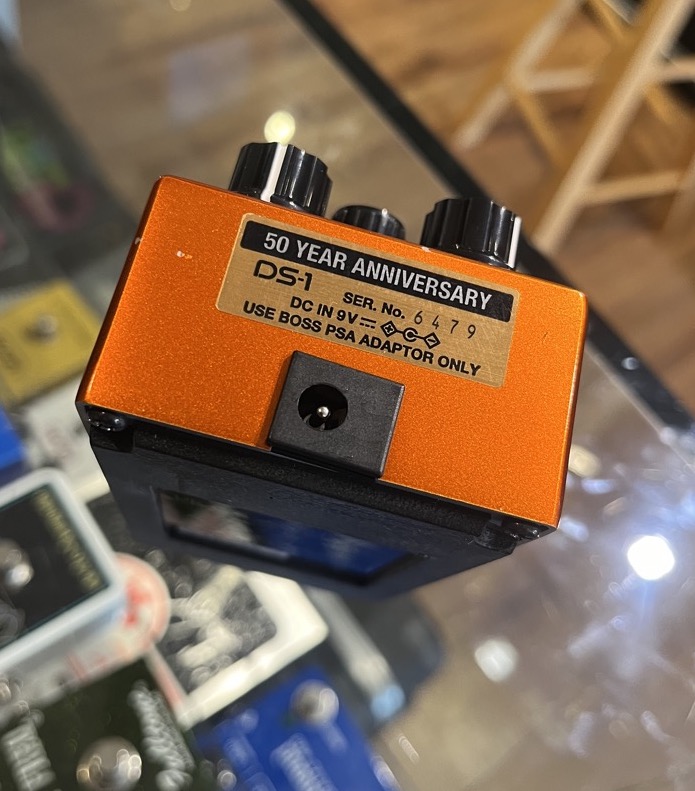 50 YEAR ANNIVERSARY
DS-1
SER. No. 6479
DC IN 9V
USE BOSS PSA ADAPTOR ONLY